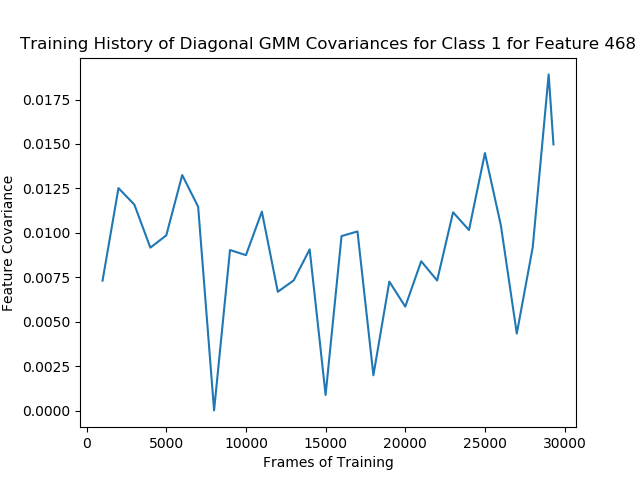 Training History of Diagonal GMM Covariances for Class 1 for Feature 468
Feature Covariance
0.0175
0.0150
0.0125
0.0100
0.0075
0.0050
0.0025
0.0000
0 5000 10000 15000 20000 25000 30000
Frames of Training